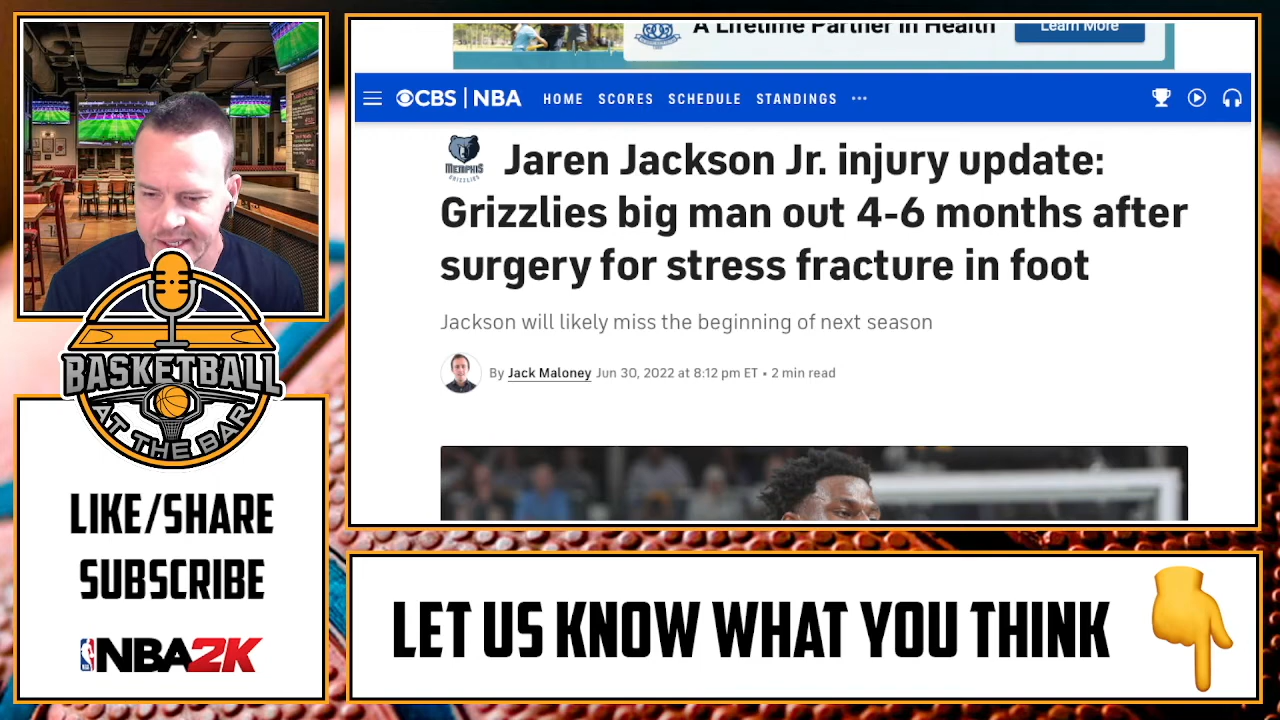 A Lifetime Partner in Health
Learn More
CBS | NBA
HOME SCORES SCHEDULE STANDINGS ...
MEMPHIS
GRIZZLIES
Jaren Jackson Jr. injury update:
Grizzlies big man out 4-6 months after
surgery for stress fracture in foot
Jackson will likely miss the beginning of next season
By Jack Maloney Jun 30, 2022 at 8:12 pm ET • 2 min read
BASKETBALL
AT THE BAR
LIKE/SHARE
SUBSCRIBE
NBA2K
LET US KNOW WHAT YOU THINK